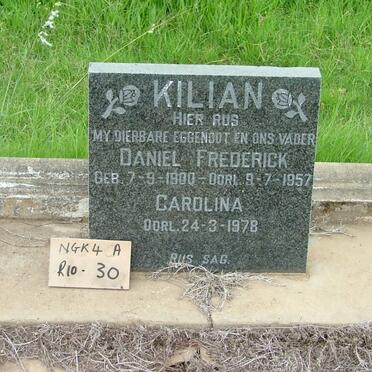 KILIAN
HIER RUS
MY DIERBARE EGGENOOT EN ONS VADER
DANIEL FREDERICK
GEB. 7-9-1900 - OORL. 9-7-1957
CAROLINA
OORL. 24-3-1978
RUS SAG.
NGK4 A
R10 - 30